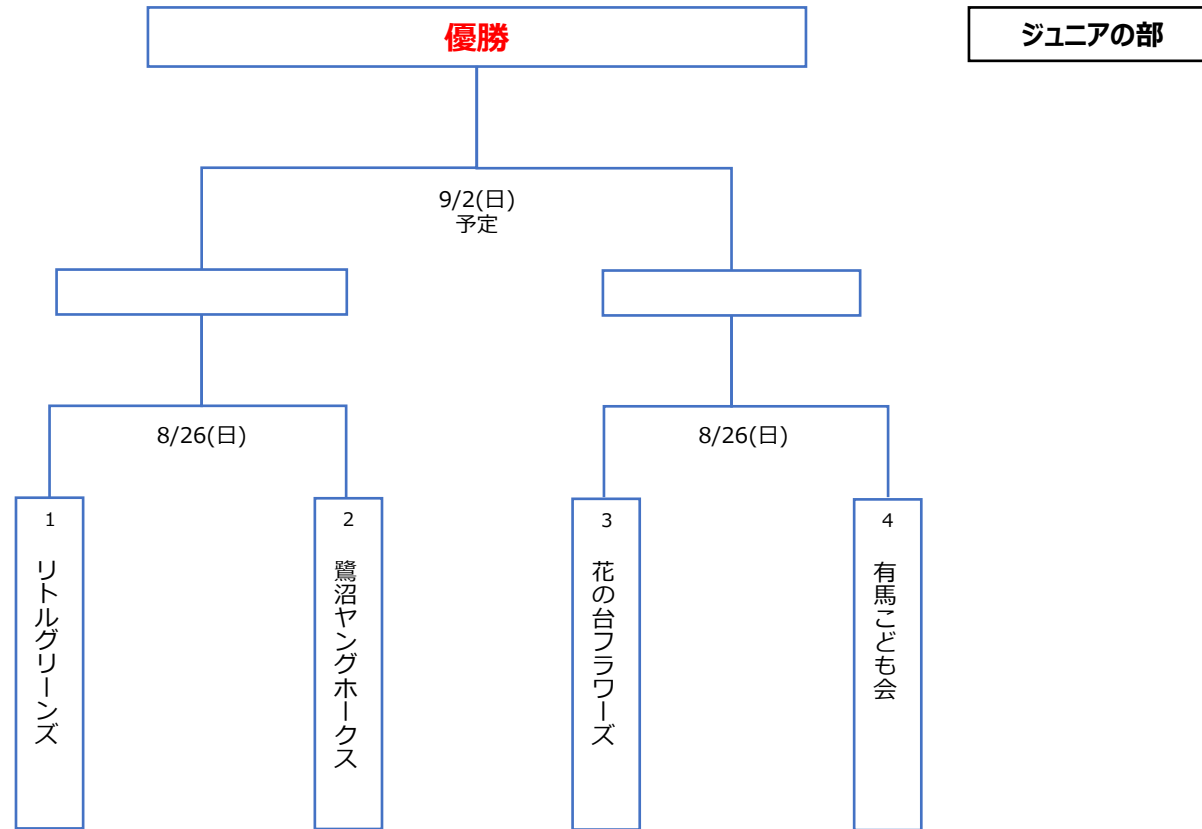 優勝
ジュニアの部
9/2(日)
予定
8/26(日)
8/26(日)
1
リトルグリーンズ
2
鷺沼ヤングホークス
3
花の台フラワーズ
4
有馬こども会